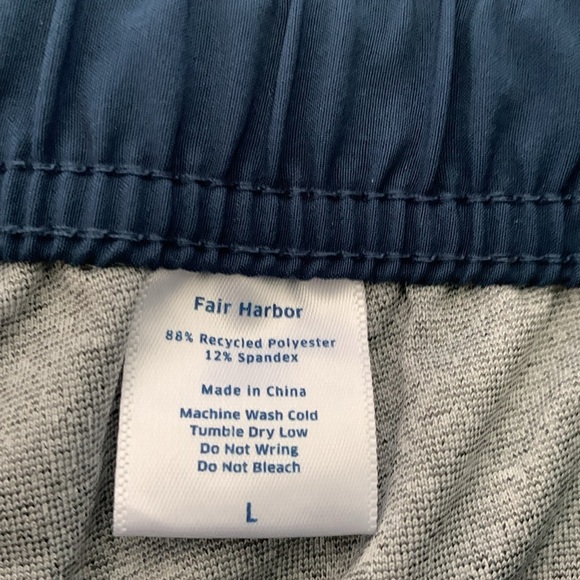 Fair Harbor
88% Recycled Polyester
12% Spandex
Made in China
Machine Wash Cold
Tumble Dry Low
Do Not Wring
Do Not Bleach
L